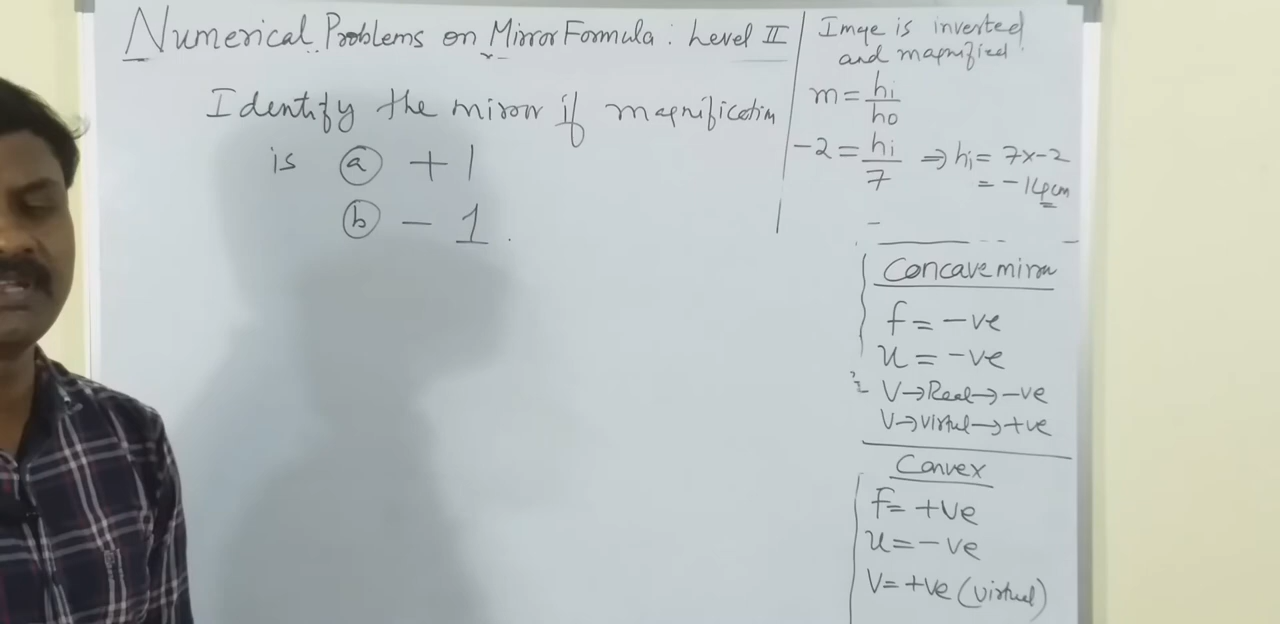 Numerical Problems on Mirror Formula : Level II
Identify the mirror if magnification
is ⓐ +1
ⓑ - 1.
Image is inverted
and magnified
m = hi/ho
-2 = hi/7 ⇒ hi = 7x-2
= -14cm
Concave mirror
f = -ve
u = -ve
V→Real→-ve
V→virtul→+ve
Convex
f= +ve
u= -ve
V= +ve (virtual)